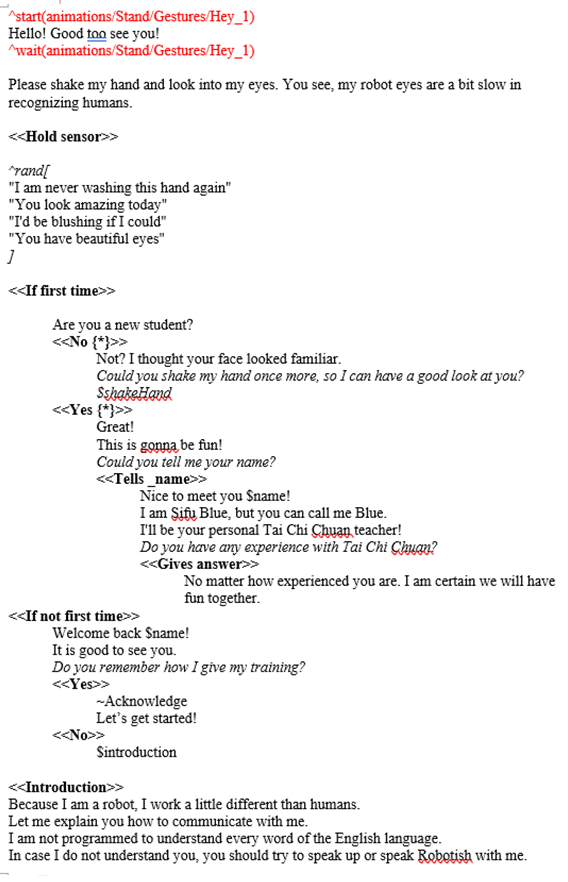 ^start(animations/Stand/Gestures/Hey_1)
Hello! Good too see you!
^wait(animations/Stand/Gestures/Hey_1)
Please shake my hand and look into my eyes. You see, my robot eyes are a bit slow in
recognizing humans.
<<Hold sensor>>
^rand[
"I am never washing this hand again"
"You look amazing today"
"I'd be blushing if I could"
"You have beautiful eyes"
]
<<If first time>>
Are you a new student?
<<No {*}>>
Not? I thought your face looked familiar.
Could you shake my hand once more, so I can have a good look at you?
$shakeHand
<<Yes {*}>>
Great!
This is gonna be fun!
Could you tell me your name?
<<Tells _name>>
Nice to meet you $name!
I am Sifu Blue, but you can call me Blue.
I'll be your personal Tai Chi Chuan teacher!
Do you have any experience with Tai Chi Chuan?
<<Gives answer>>
No matter how experienced you are. I am certain we will have
fun together.
<<If not first time>>
Welcome back $name!
It is good to see you.
Do you remember how I give my training?
<<Yes>>
~Acknowledge
Let's get started!
<<No>>
$introduction
<<Introduction>>
Because I am a robot, I work a little different than humans.
Let me explain you how to communicate with me.
I am not programmed to understand every word of the English language.
In case I do not understand you, you should try to speak up or speak Robotish with me.